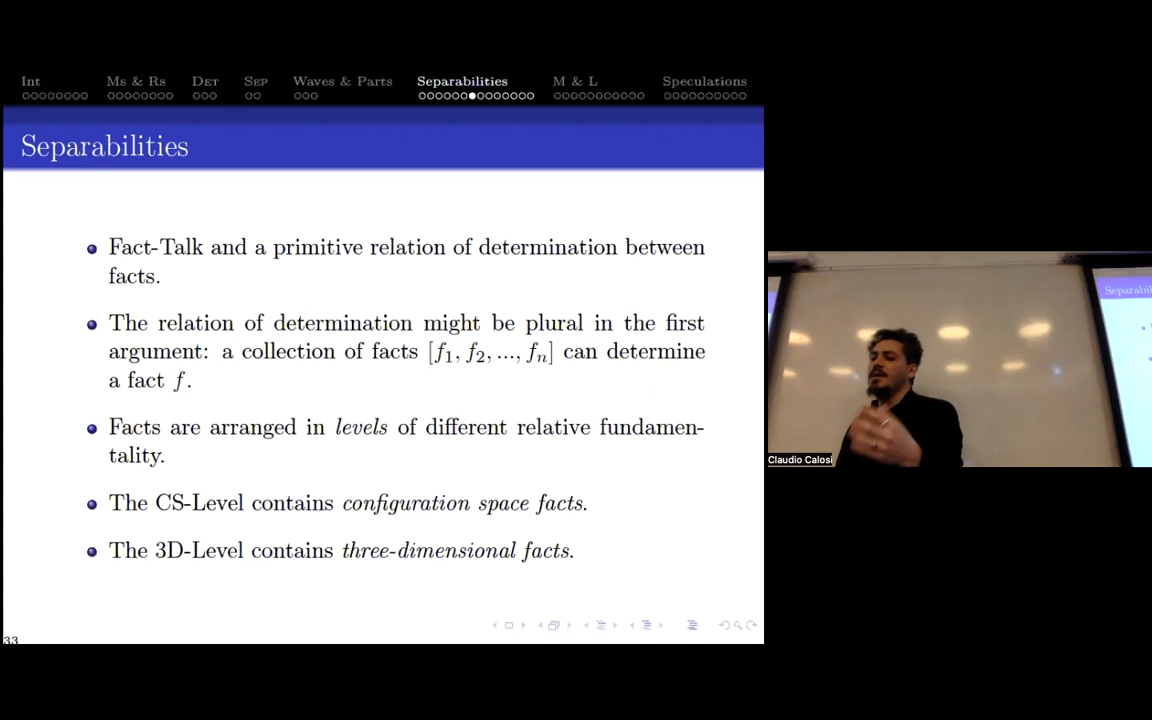 Int Ms & Rs DET SEP Waves & Parts Separabilities M & L Speculations
Separabilities
Fact-Talk and a primitive relation of determination between
facts.
The relation of determination might be plural in the first
argument: a collection of facts [f₁, f₂, ..., fₙ] can determine
a fact f.
Facts are arranged in levels of different relative fundamen-
tality.
The CS-Level contains configuration space facts.
The 3D-Level contains three-dimensional facts.
33
Separabil
Claudio Calosi